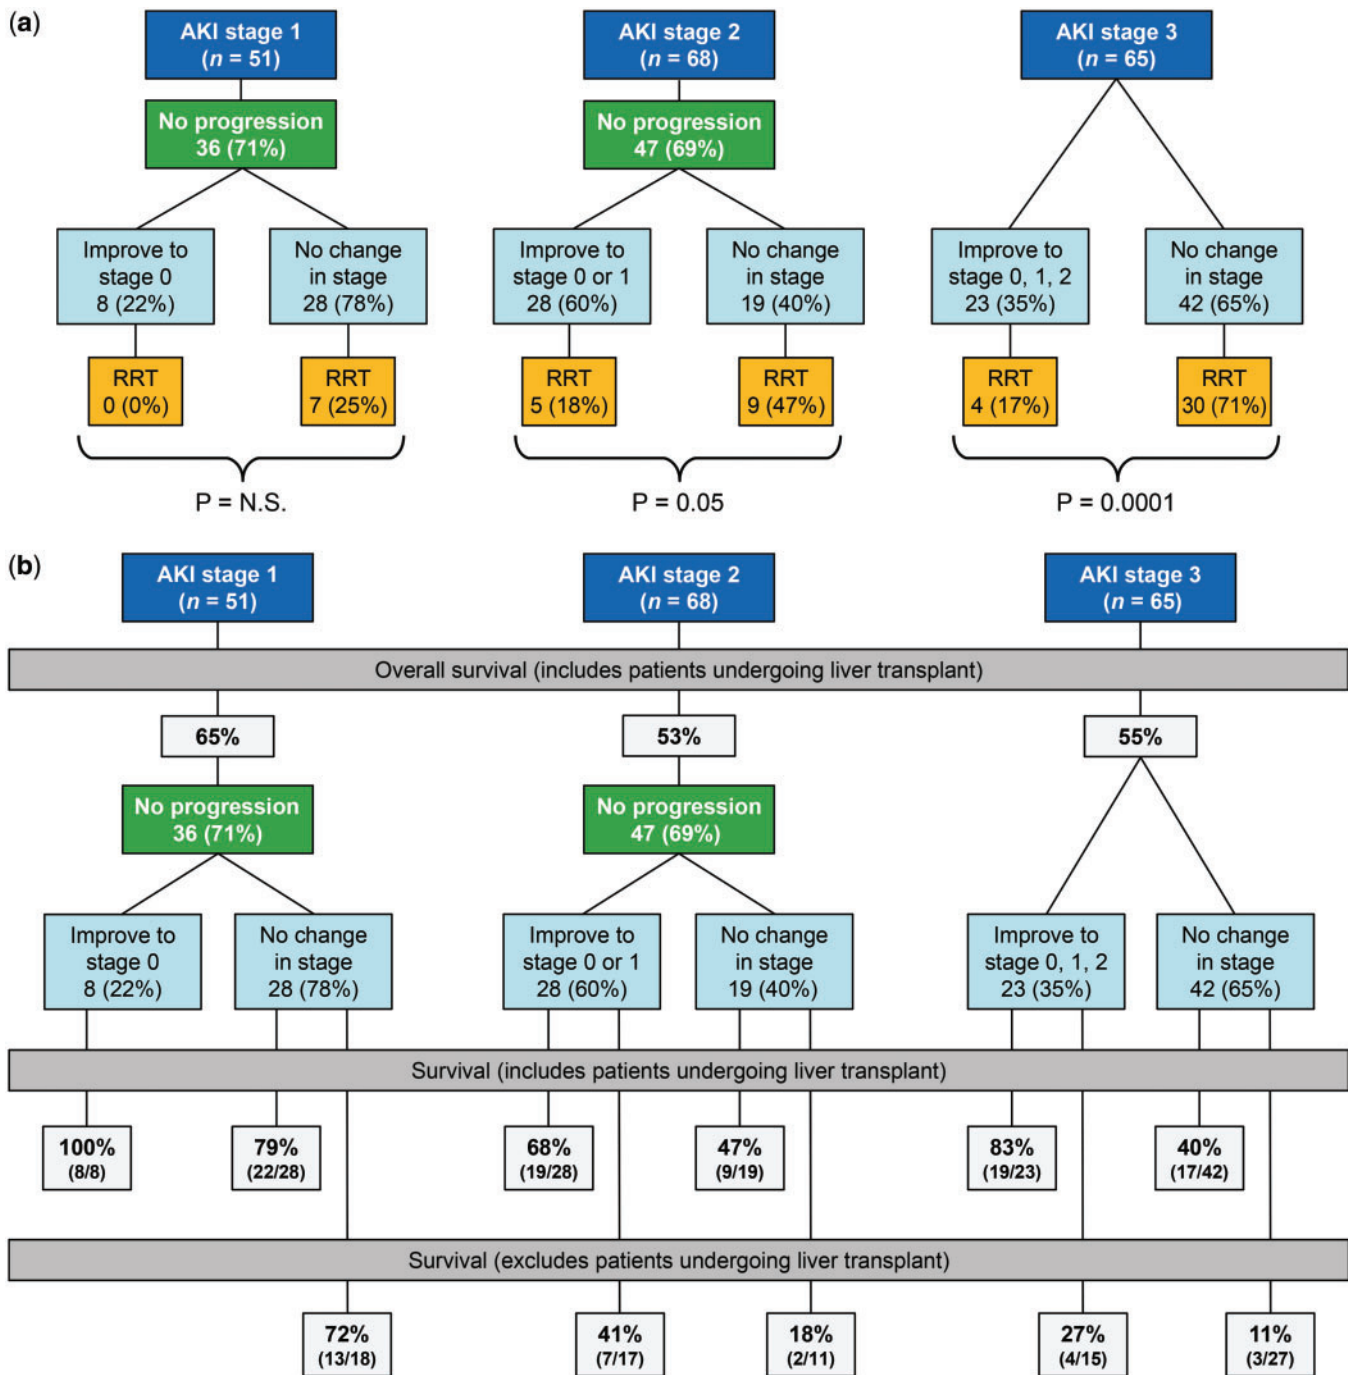 (a)
AKI stage 1
(n = 51)
AKI stage 2
(n = 68)
AKI stage 3
(n = 65)
No progression
36 (71%)
No progression
47 (69%)
Improve to
stage 0
8 (22%)
No change
in stage
28 (78%)
Improve to
stage 0 or 1
28 (60%)
No change
in stage
19 (40%)
Improve to
stage 0, 1, 2
23 (35%)
No change
in stage
42 (65%)
RRT
0 (0%)
RRT
7 (25%)
RRT
5 (18%)
RRT
9 (47%)
RRT
4 (17%)
RRT
30 (71%)
P = N.S.
P = 0.05
P = 0.0001
(b)
AKI stage 1
(n = 51)
AKI stage 2
(n = 68)
AKI stage 3
(n = 65)
Overall survival (includes patients undergoing liver transplant)
65%
53%
55%
No progression
36 (71%)
No progression
47 (69%)
Improve to
stage 0
8 (22%)
No change
in stage
28 (78%)
Improve to
stage 0 or 1
28 (60%)
No change
in stage
19 (40%)
Improve to
stage 0, 1, 2
23 (35%)
No change
in stage
42 (65%)
Survival (includes patients undergoing liver transplant)
100%
(8/8)
79%
(22/28)
68%
(19/28)
47%
(9/19)
83%
(19/23)
40%
(17/42)
Survival (excludes patients undergoing liver transplant)
72%
(13/18)
41%
(7/17)
18%
(2/11)
27%
(4/15)
11%
(3/27)